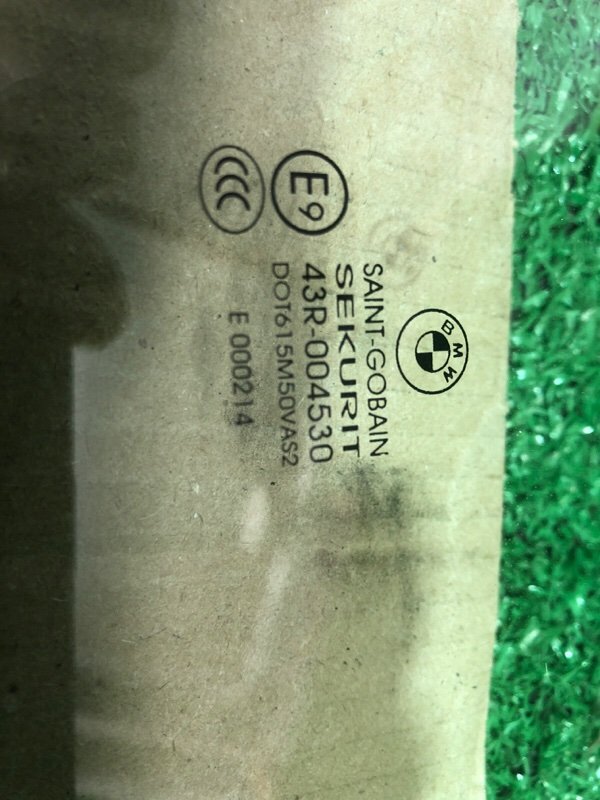 BMW
SAINT-GOBAIN
SEKURIT
E9
43R-004530
DOT615M50VAS2
CCC
E 000214